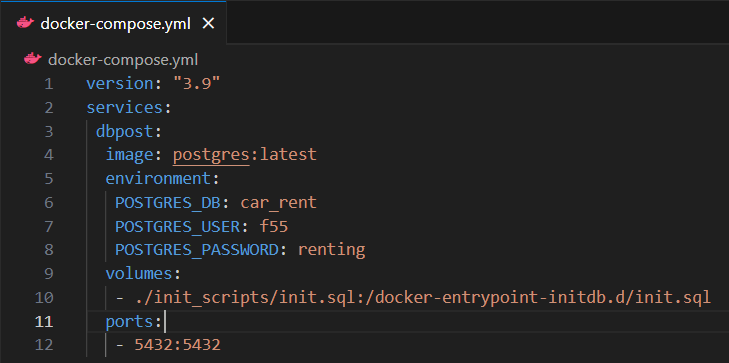 docker-compose.yml ×
docker-compose.yml
1 version: "3.9"
2 services:
3  dbpost:
4   image: postgres:latest
5   environment:
6    POSTGRES_DB: car_rent
7    POSTGRES_USER: f55
8    POSTGRES_PASSWORD: renting
9   volumes:
10    - ./init_scripts/init.sql:/docker-entrypoint-initdb.d/init.sql
11   ports:
12    - 5432:5432